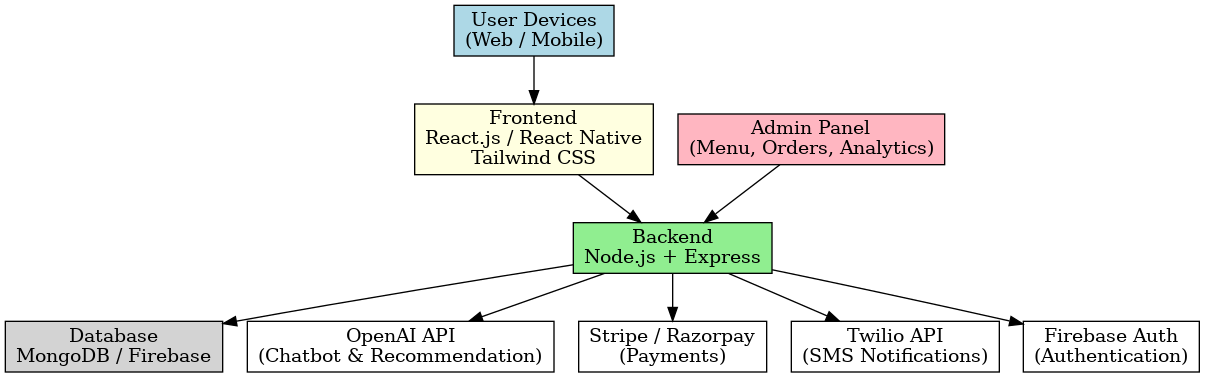 User Devices
(Web / Mobile)
Frontend
React.js / React Native
Tailwind CSS
Admin Panel
(Menu, Orders, Analytics)
Backend
Node.js + Express
Database
MongoDB / Firebase
OpenAI API
(Chatbot & Recommendation)
Stripe / Razorpay
(Payments)
Twilio API
(SMS Notifications)
Firebase Auth
(Authentication)